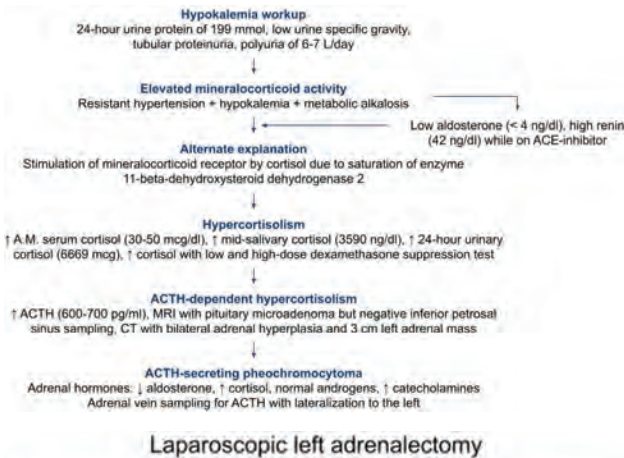 Hypokalemia workup
24-hour urine protein of 199 mmol, low urine specific gravity,
tubular proteinuria, polyuria of 6-7 L/day
Elevated mineralocorticoid activity
Resistant hypertension + hypokalemia + metabolic alkalosis
Low aldosterone (< 4 ng/dl), high renin
(42 ng/dl) while on ACE-inhibitor
Alternate explanation
Stimulation of mineralocorticoid receptor by cortisol due to saturation of enzyme
11-beta-dehydroxysteroid dehydrogenase 2
Hypercortisolism
↑ A.M. serum cortisol (30-50 mcg/dl), ↑ mid-salivary cortisol (3590 ng/dl), ↑ 24-hour urinary
cortisol (6669 mcg), ↑ cortisol with low and high-dose dexamethasone suppression test
ACTH-dependent hypercortisolism
↑ ACTH (600-700 pg/ml), MRI with pituitary microadenoma but negative inferior petrosal
sinus sampling, CT with bilateral adrenal hyperplasia and 3 cm left adrenal mass
ACTH-secreting pheochromocytoma
Adrenal hormones: ↓ aldosterone, ↑ cortisol, normal androgens, ↑ catecholamines
Adrenal vein sampling for ACTH with lateralization to the left
Laparoscopic left adrenalectomy